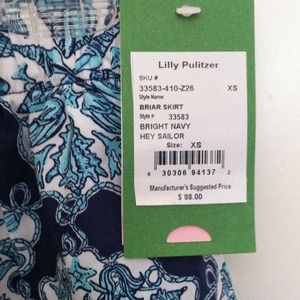 Lilly Pulitzer
SKU #
33583-410-Z26 XS
Style Name:
BRIAR SKIRT
Style #: 33583
BRIGHT NAVY
HEY SAILOR
Size: XS
6 30306 94137 2
Manufacturer's Suggested Price
$ 98.00